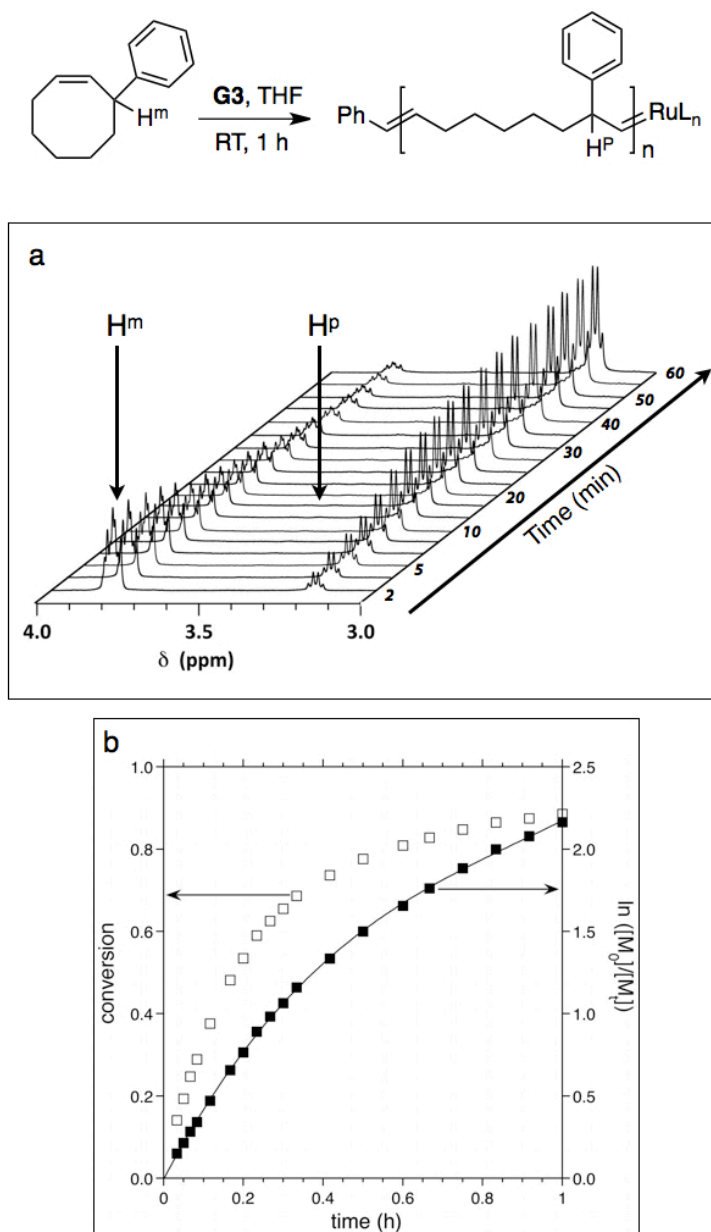 Hᵐ
G3, THF
RT, 1 h
Ph
RuLₙ
Hᴾ
n
a
Hᵐ
Hᵖ
60
50
40
30
20
10
5
2
Time (min)
4.0 3.5 3.0
δ (ppm)
b
1.0 2.5
0.8 2.0
0.6 1.5
0.4 1.0
0.2 0.5
0.0 0.0
conversion
ln ([M₀]/[Mₜ])
0 0.2 0.4 0.6 0.8 1
time (h)